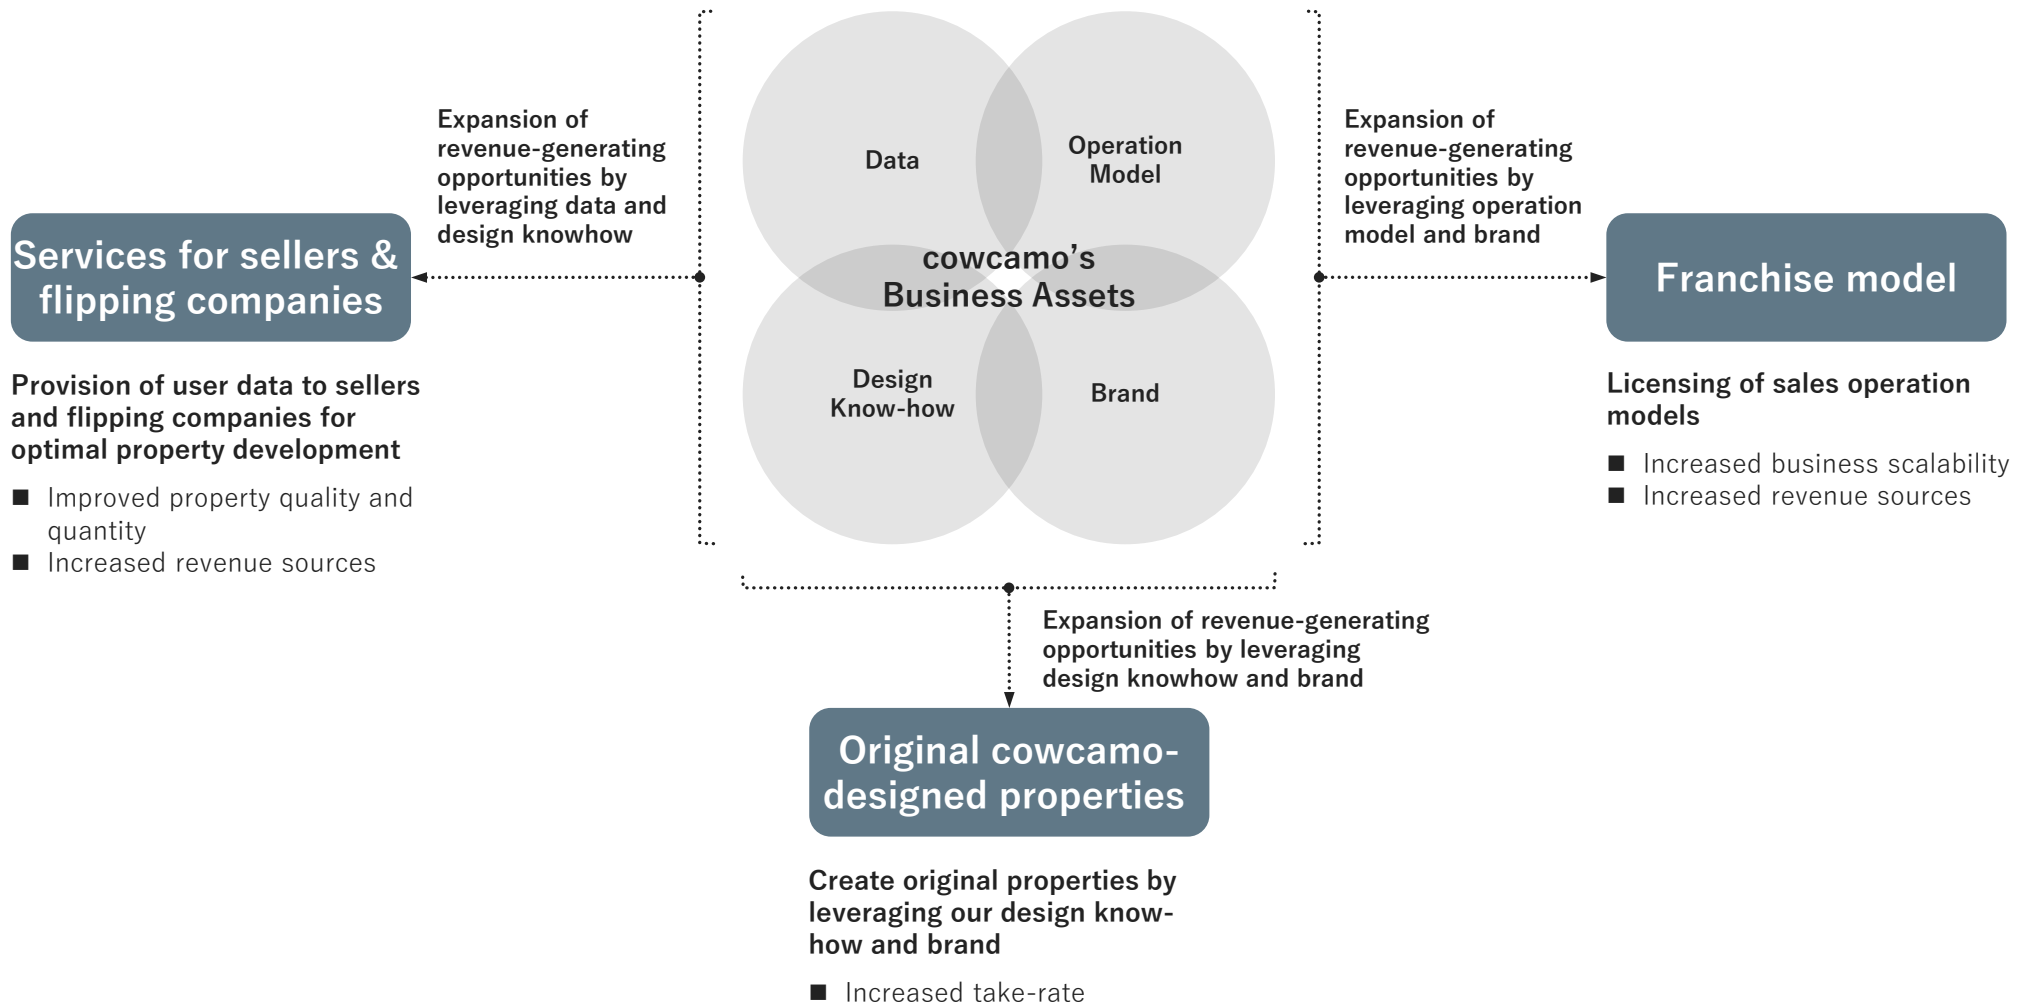 Expansion of
revenue-generating
opportunities by
leveraging data and
design knowhow
Services for sellers &
flipping companies
Provision of user data to sellers
and flipping companies for
optimal property development
■ Improved property quality and
quantity
■ Increased revenue sources
Data
Operation
Model
cowcamo’s
Business Assets
Design
Know-how
Brand
Expansion of
revenue-generating
opportunities by
leveraging operation
model and brand
Franchise model
Licensing of sales operation
models
■ Increased business scalability
■ Increased revenue sources
Expansion of revenue-generating
opportunities by leveraging
design knowhow and brand
Original cowcamo-
designed properties
Create original properties by
leveraging our design know-
how and brand
■ Increased take-rate